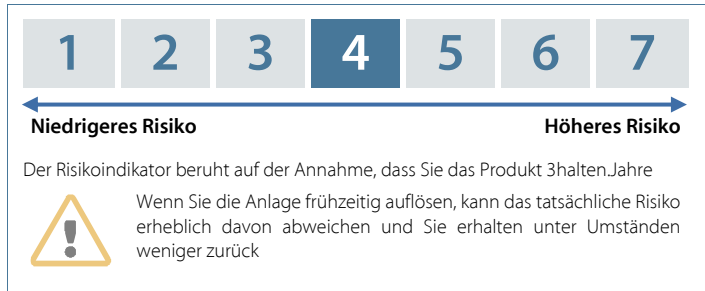 1 2 3 4 5 6 7
Niedrigeres Risiko Höheres Risiko
Der Risikoindikator beruht auf der Annahme, dass Sie das Produkt 3halten.Jahre
Wenn Sie die Anlage frühzeitig auflösen, kann das tatsächliche Risiko
erheblich davon abweichen und Sie erhalten unter Umständen
weniger zurück